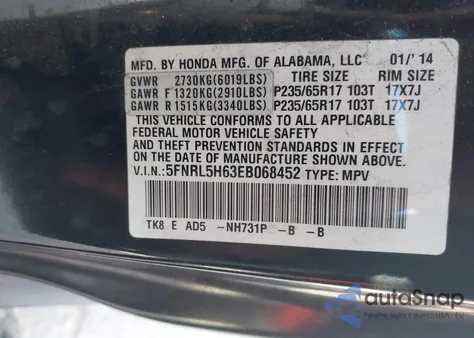 MFD. BY HONDA MFG. OF ALABAMA, LLC 01/'14
GVWR 2730KG(6019LBS) TIRE SIZE RIM SIZE
GAWR F 1320KG(2910LBS) P235/65R17 103T 17X7J
GAWR R 1515KG(3340LBS) P235/65R17 103T 17X7J
THIS VEHICLE CONFORMS TO ALL APPLICABLE
FEDERAL MOTOR VEHICLE SAFETY
AND THEFT PREVENTION STANDARDS IN EFFECT
ON THE DATE OF MANUFACTURE SHOWN ABOVE.
V.I.N.: 5FNRL5H63EB068452 TYPE: MPV
TK8 E AD5 -NH731P -B -B
autoSnap